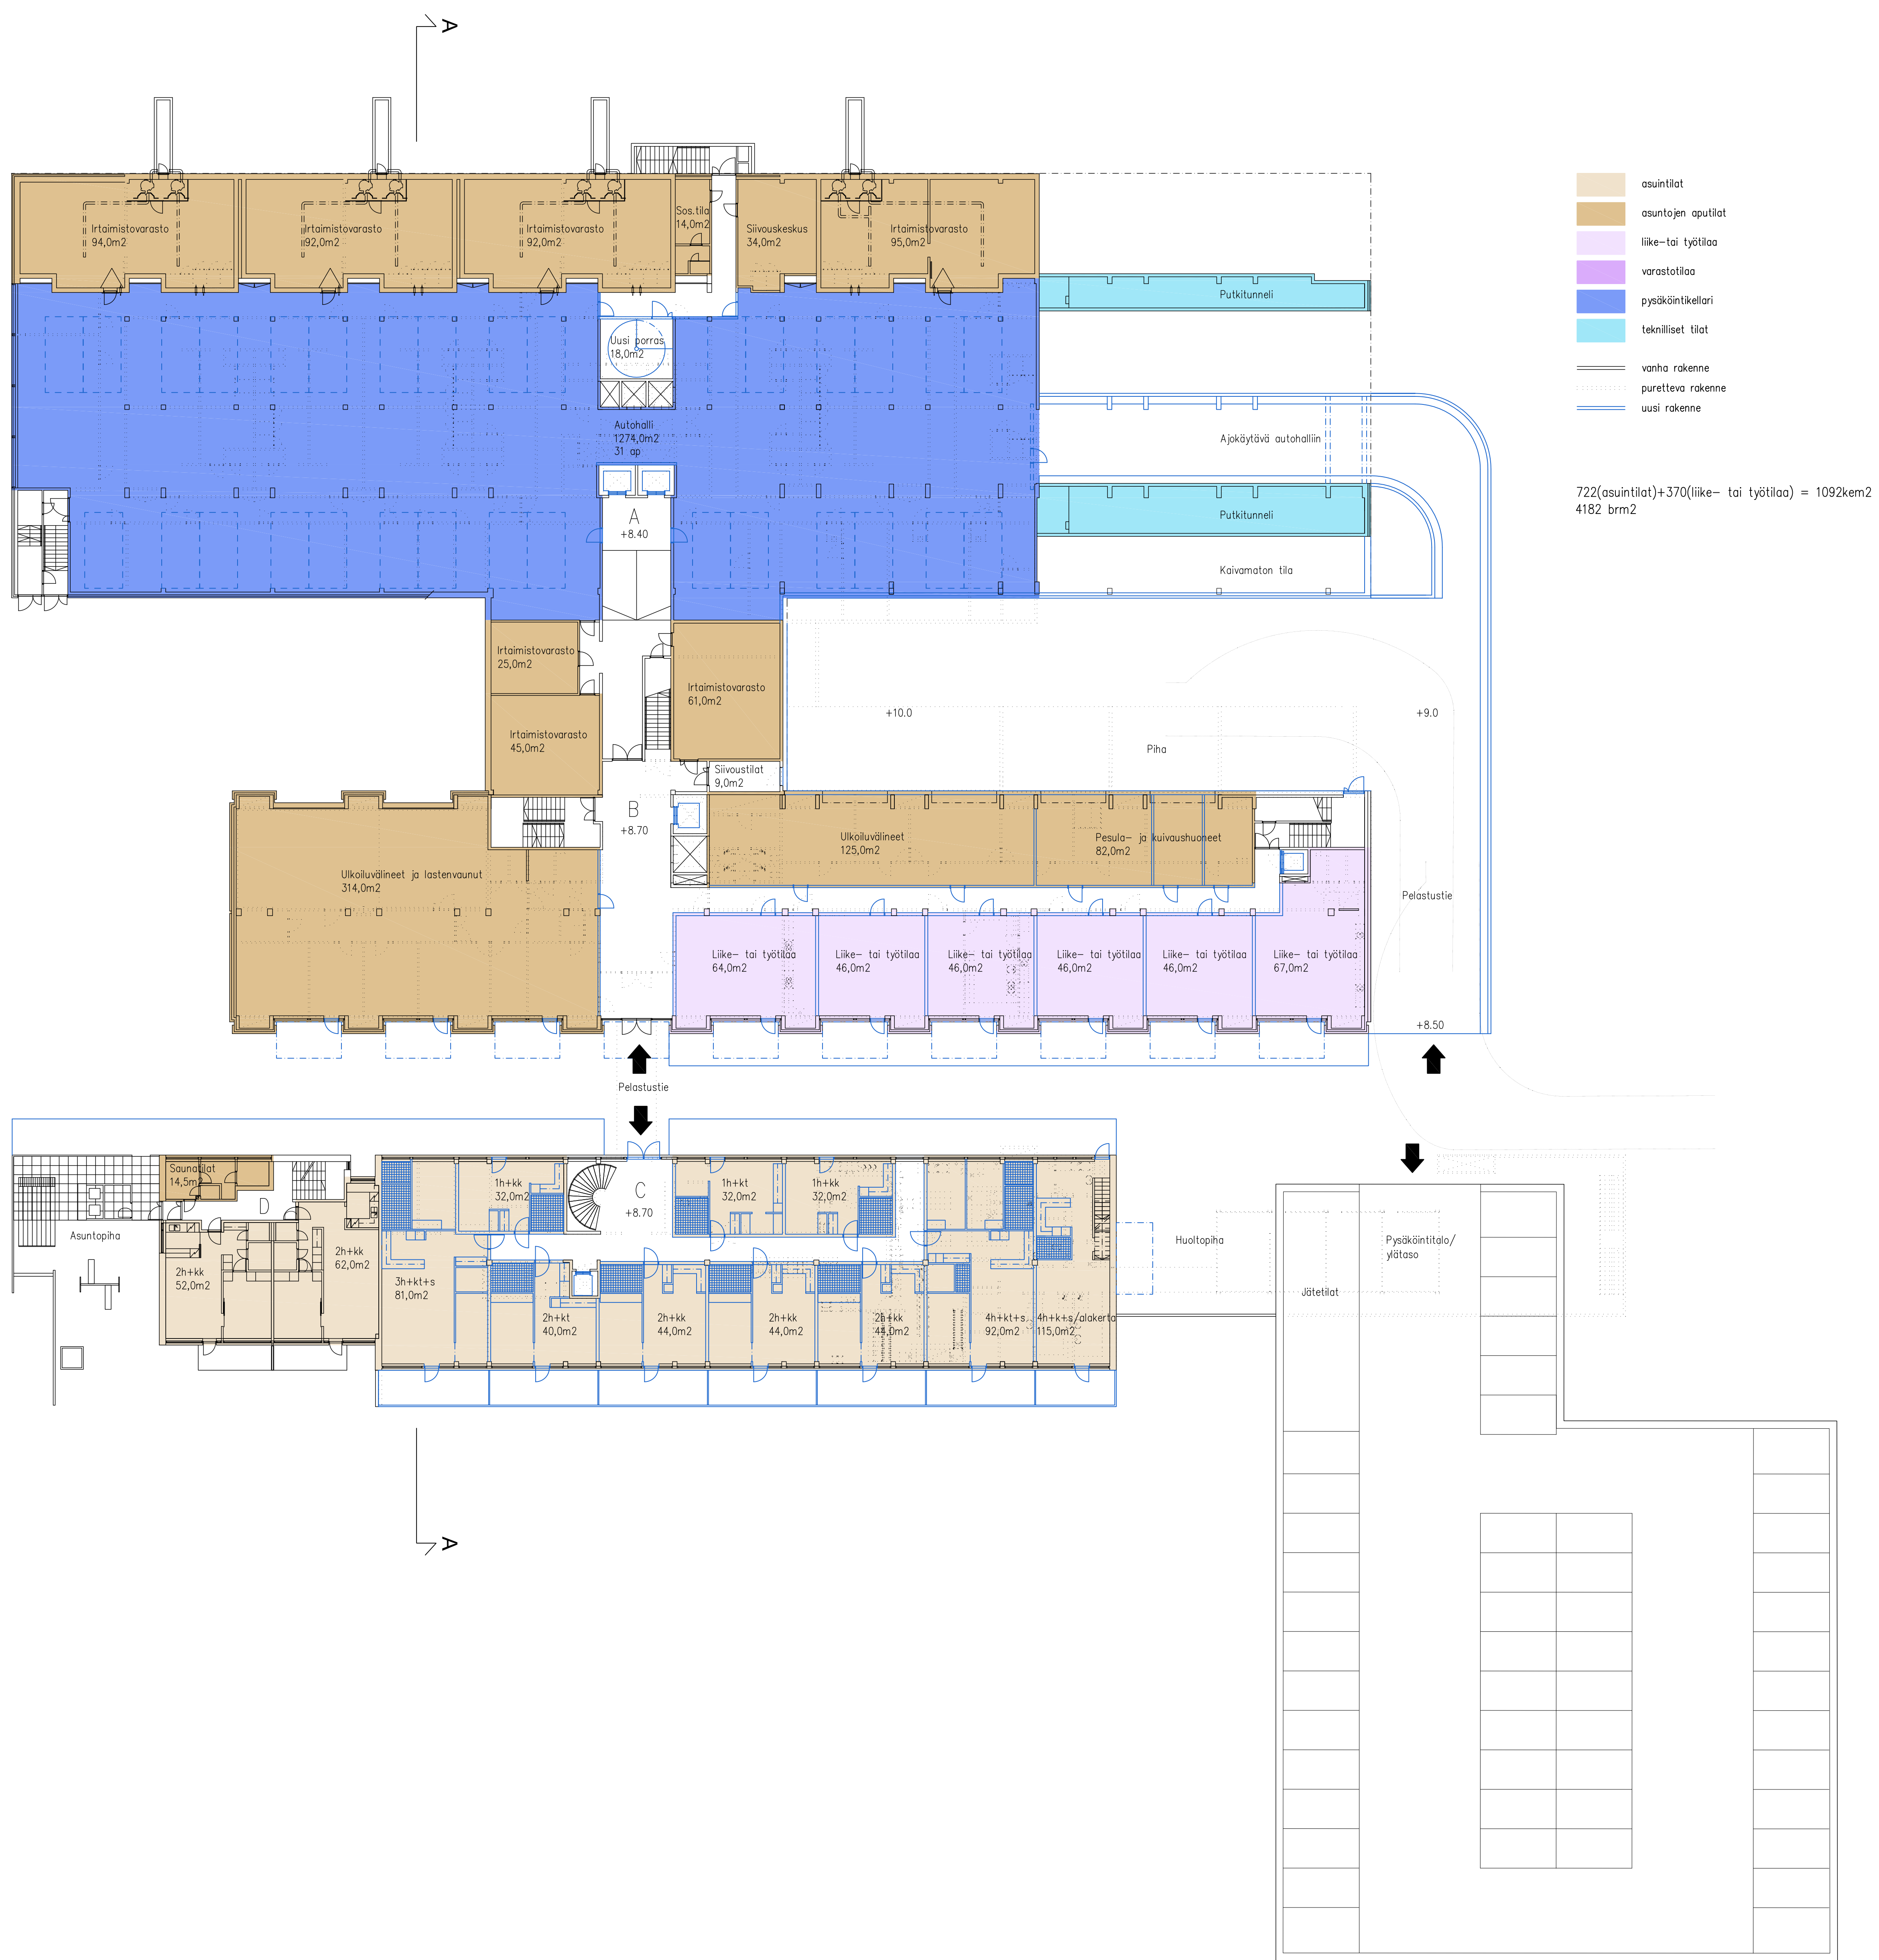 A
Irtaimistovarasto
94,0m2
Irtaimistovarasto
92,0m2
Irtaimistovarasto
92,0m2
Sos.tila
14,0m2
Siivouskeskus
34,0m2
Irtaimistovarasto
95,0m2
Putkitunneli
Uusi porras
18,0m2
Autohalli
1274,0m2
31 ap
Ajokäytävä autohalliin
A
+8.40
Putkitunneli
Kaivamaton tila
asuintilat
asuntojen aputilat
liike-tai työtilaa
varastotilaa
pysäköintikellari
teknilliset tilat
vanha rakenne
puretteva rakenne
uusi rakenne
722(asuintilat)+370(liike- tai työtilaa) = 1092kem2
4182 brm2
Irtaimistovarasto
25,0m2
Irtaimistovarasto
61,0m2
Irtaimistovarasto
45,0m2
+10.0
+9.0
Piha
Siivoustilat
9,0m2
B
+8.70
Ulkoiluvälineet
125,0m2
Pesula- ja kuivaushuoneet
82,0m2
Ulkoiluvälineet ja lastenvaunut
314,0m2
Pelastustie
Liike- tai työtilaa
64,0m2
Liike- tai työtilaa
46,0m2
Liike- tai työtilaa
46,0m2
Liike- tai työtilaa
46,0m2
Liike- tai työtilaa
46,0m2
Liike- tai työtilaa
67,0m2
+8.50
Pelastustie
Saunatilat
14,5m2
D
Asuntopiha
2h+kk
52,0m2
2h+kk
62,0m2
1h+kk
32,0m2
C
+8.70
1h+kt
32,0m2
1h+kk
32,0m2
3h+kt+s
81,0m2
2h+kt
40,0m2
2h+kk
44,0m2
2h+kk
44,0m2
2h+kk
44,0m2
4h+kt+s
92,0m2
4h+k+s/alakerta
115,0m2
Huoltopiha
Jätetilat
Pysäköintitalo/
ylätaso
A